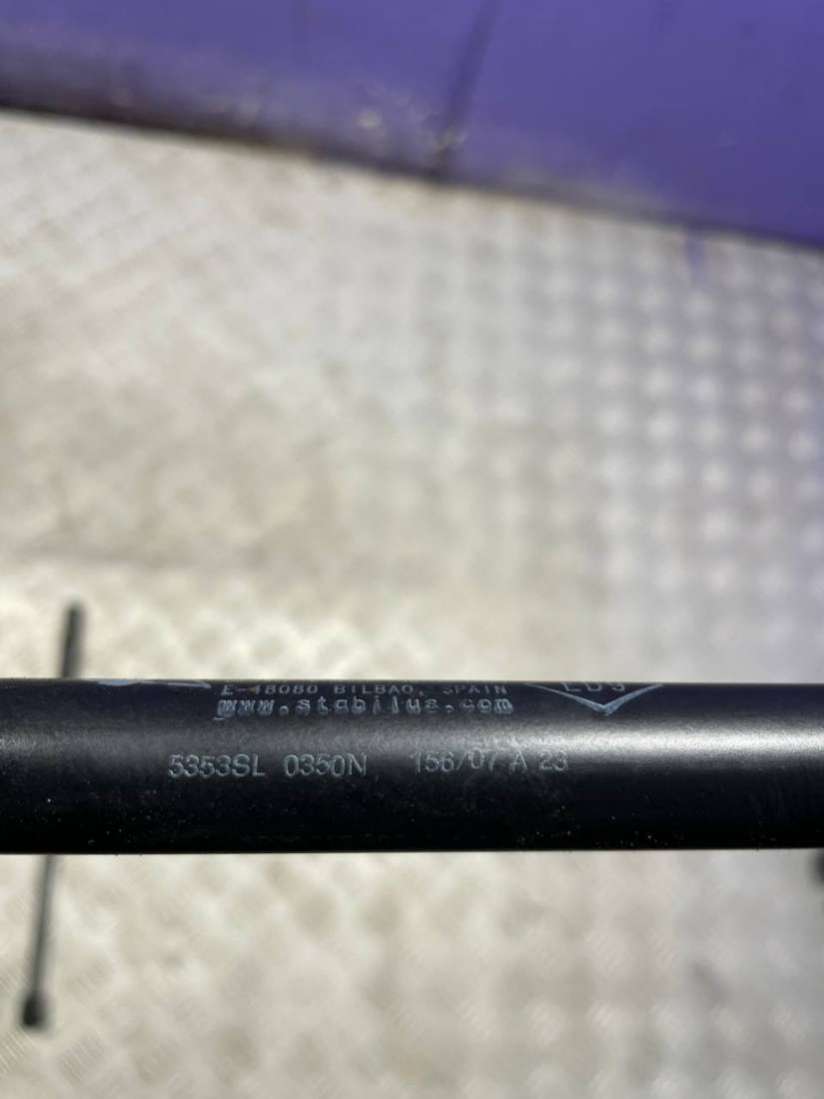 E-48080 BILBAO, SPAIN
www.stabilus.com
5353SL 0350N 156/07 A 23